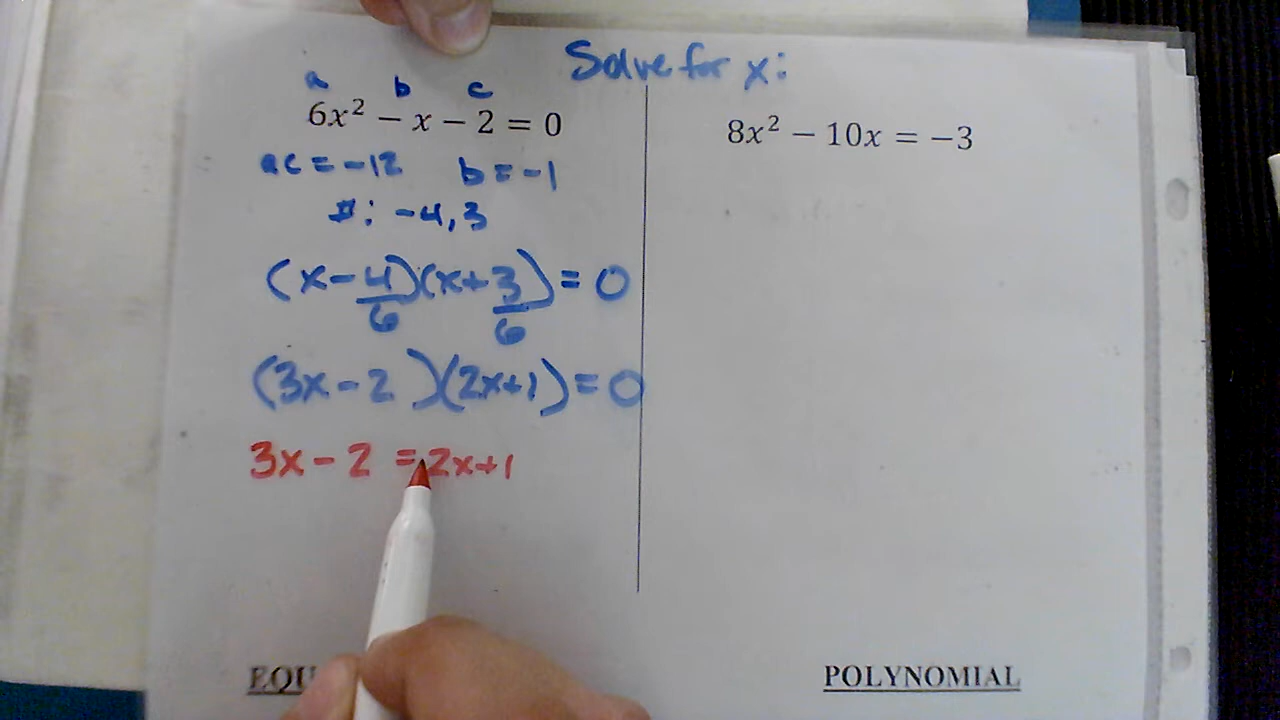 Solve for x:
a b c
6x² − x − 2 = 0
ac = -12 b = -1
#: -4, 3
(x - 4/6)(x + 3/6) = 0
(3x - 2 )(2x+1) = 0
3x - 2 = 2x+1
8x² − 10x = −3
EQU
POLYNOMIAL